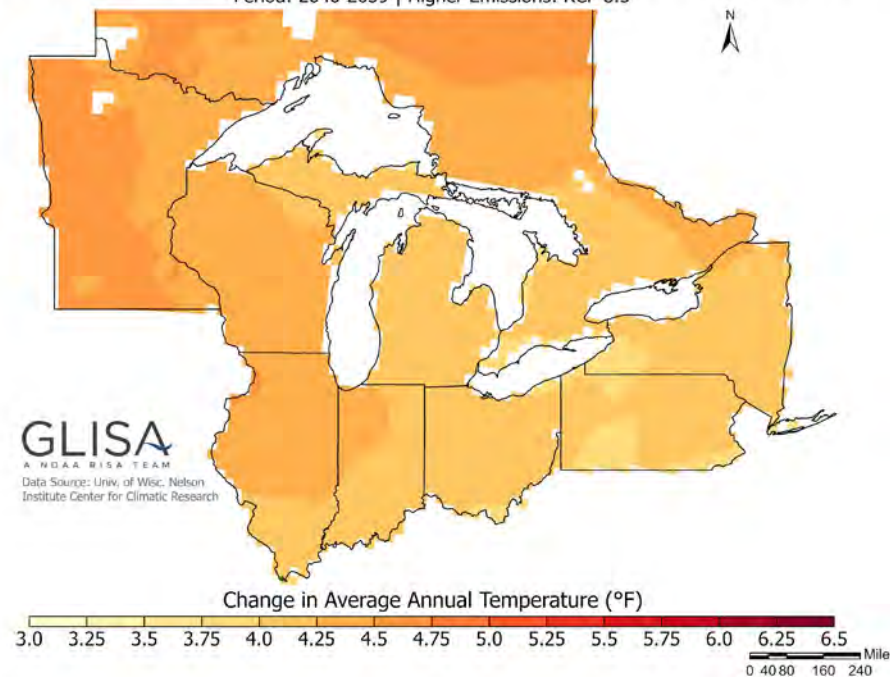 N
GLISA
A NOAA RISA TEAM
Data Source: Univ. of Wisc. Nelson
Institute Center for Climatic Research
Change in Average Annual Temperature (°F)
3.0 3.25 3.5 3.75 4.0 4.25 4.5 4.75 5.0 5.25 5.5 5.75 6.0 6.25 6.5
Mile
0 40 80 160 240